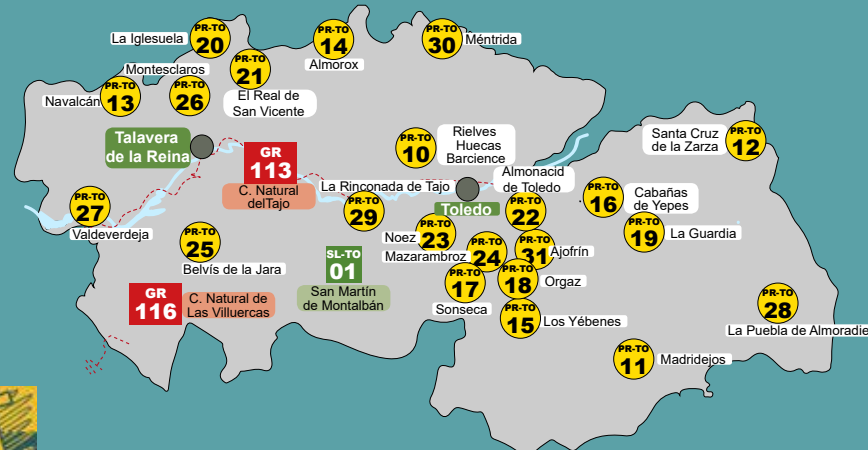 La Iglesuela
PR-TO
20
PR-TO
14
Almorox
PR-TO
30
Méntrida
Montesclaros
PR-TO
21
El Real de
San Vicente
Navalcán
PR-TO
13
PR-TO
26
Talavera
de la Reina
GR
113
C. Natural
delTajo
PR-TO
10
Rielves
Huecas
Barcience
Santa Cruz
de la Zarza
PR-TO
12
La Rinconada de Tajo
PR-TO
29
Toledo
Almonacid
de Toledo
PR-TO
22
PR-TO
16
Cabañas
de Yepes
PR-TO
19
La Guardia
PR-TO
27
Valdeverdeja
PR-TO
25
Belvís de la Jara
Noez
PR-TO
23
Mazarambroz
PR-TO
24
PR-TO
31
Ajofrín
SL-TO
01
San Martín
de Montalbán
PR-TO
17
Sonseca
PR-TO
18
Orgaz
GR
116
C. Natural de
Las Villuercas
PR-TO
15
Los Yébenes
PR-TO
28
La Puebla de Almoradie
PR-TO
11
Madridejos